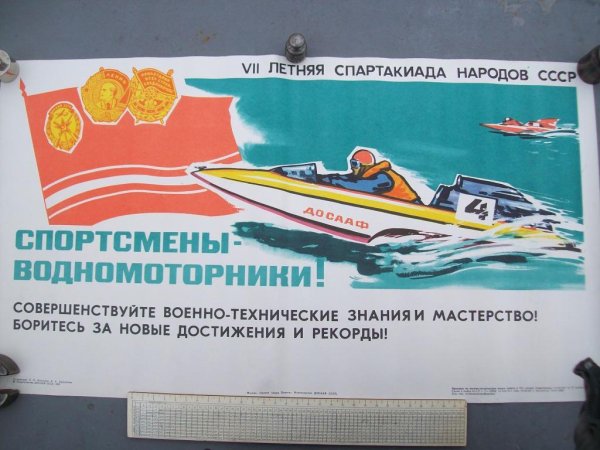 VII ЛЕТНЯЯ СПАРТАКИАДА НАРОДОВ СССР
ДОСААФ
4
СПОРТСМЕНЫ-
ВОДНОМОТОРНИКИ!
СОВЕРШЕНСТВУЙТЕ ВОЕННО-ТЕХНИЧЕСКИЕ ЗНАНИЯ И МАСТЕРСТВО!
БОРИТЕСЬ ЗА НОВЫЕ ДОСТИЖЕНИЯ И РЕКОРДЫ!